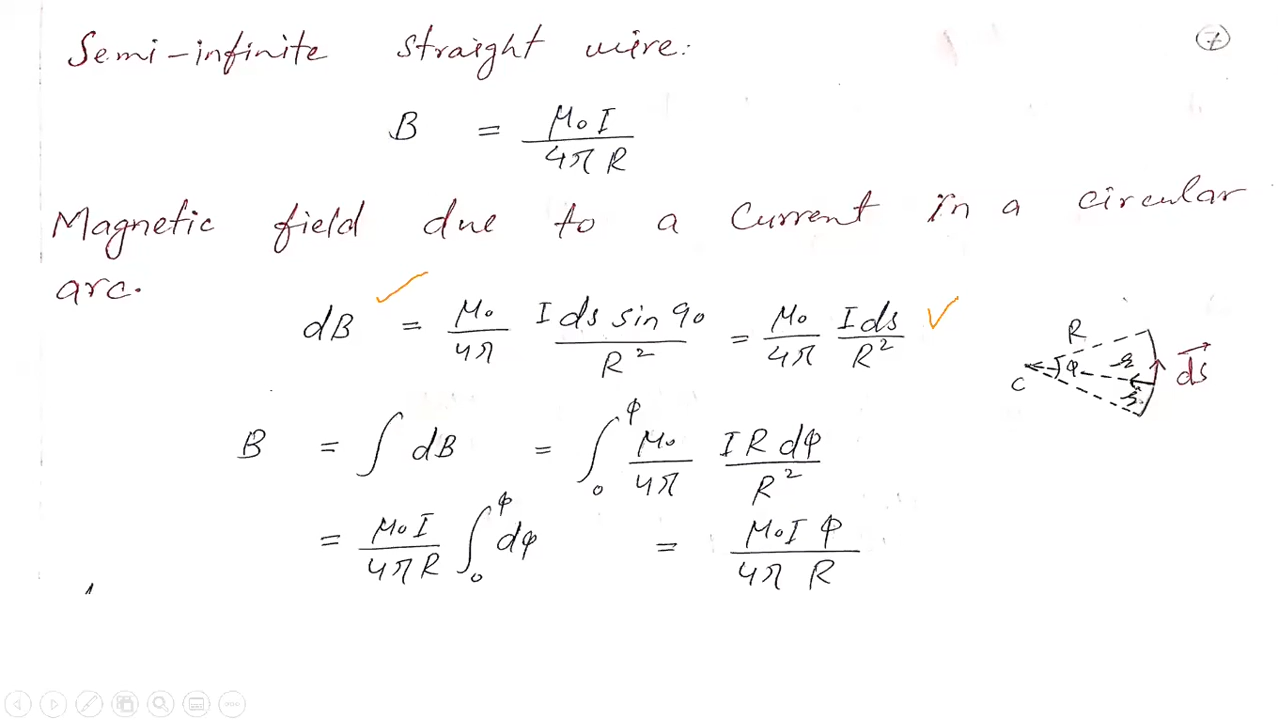 Semi-infinite straight wire: 7
B = μ₀I / 4πR
Magnetic field due to a current in a circular
arc.
dB = μ₀/4π I ds sin 90 / R² = μ₀/4π I ds / R²
R
φ r
C r̂ ds⃗
B = ∫ dB = ∫₀^φ μ₀/4π I R dφ / R²
= μ₀I / 4πR ∫₀^φ dφ = μ₀I φ / 4π R